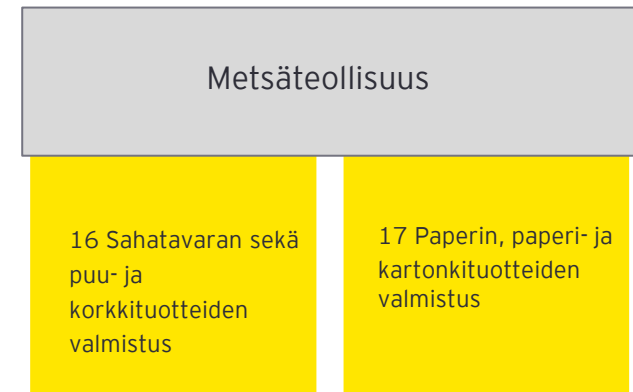 Metsäteollisuus
16 Sahatavaran sekä
puu- ja
korkkituotteiden
valmistus
17 Paperin, paperi- ja
kartonkituotteiden
valmistus